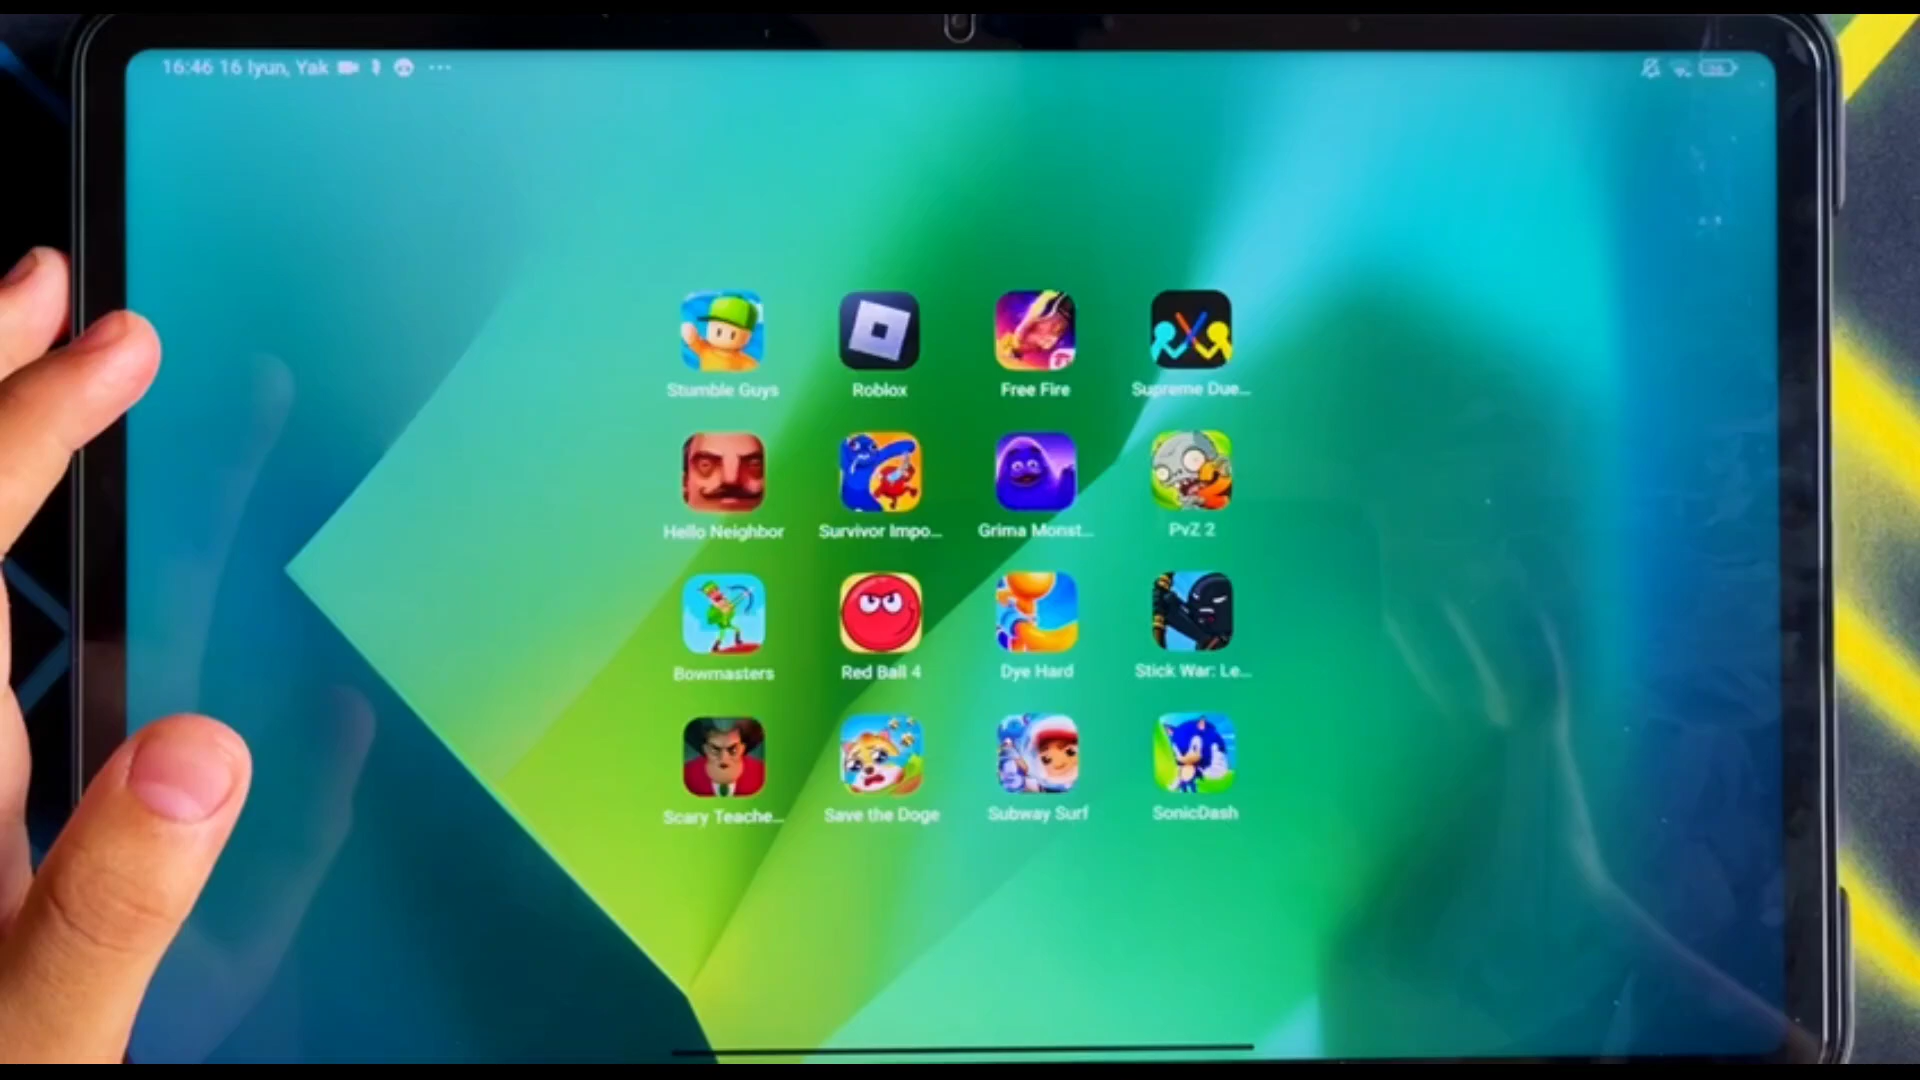 16:46 16 Iyun, Yak
Stumble Guys
Roblox
Free Fire
Supreme Due...
Hello Neighbor
Survivor Impo...
Grima Monst...
PvZ 2
Bowmasters
Red Ball 4
Dye Hard
Stick War: Le...
Scary Teache...
Save the Doge
Subway Surf
SonicDash